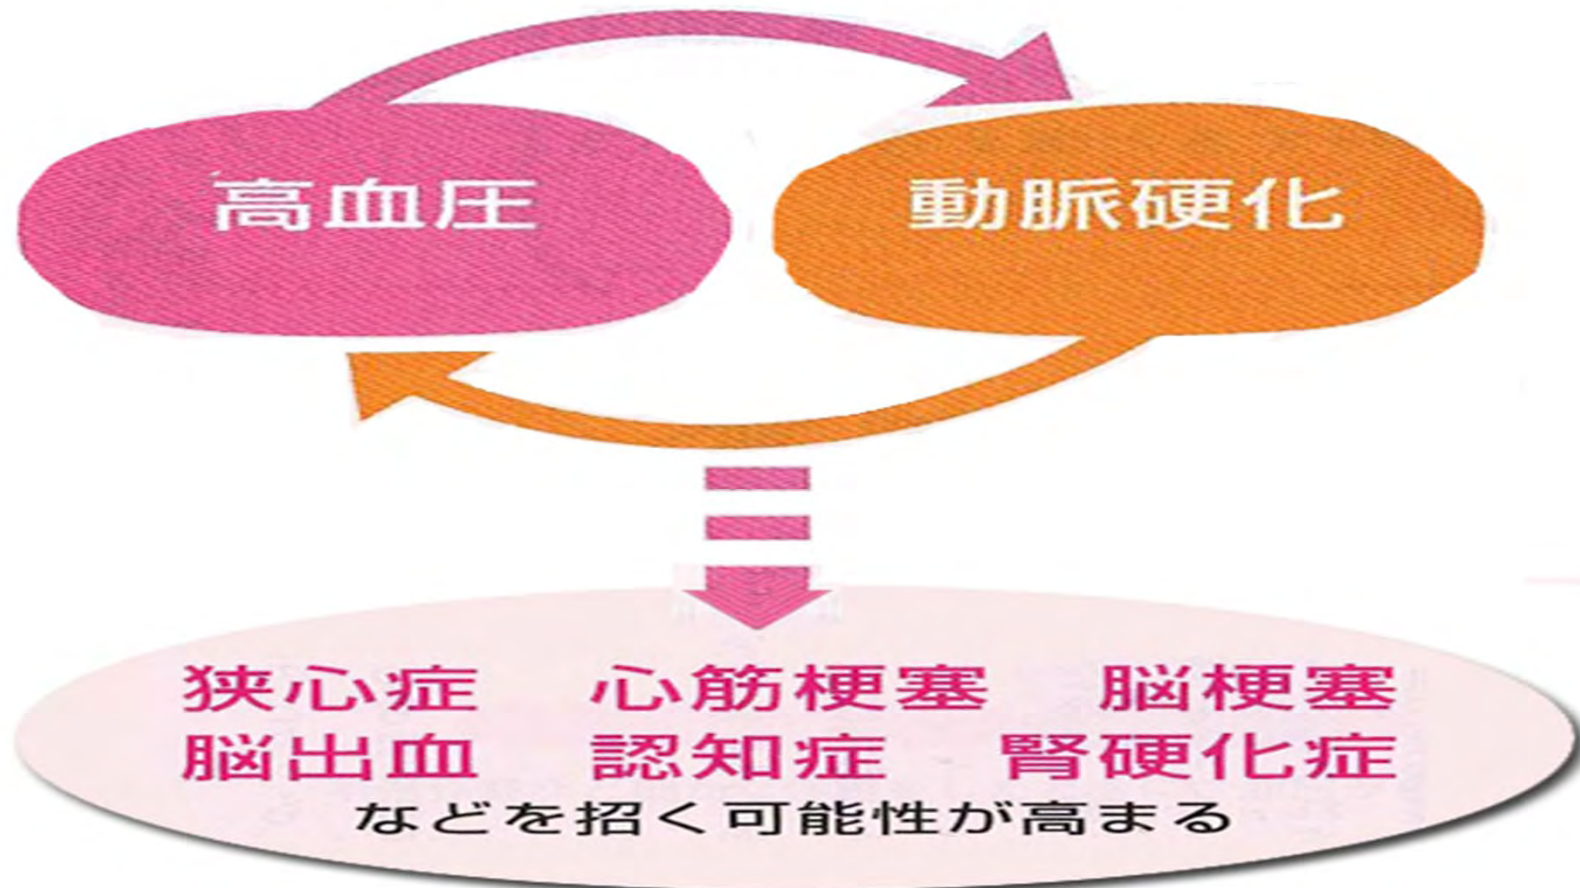 高血圧
動脈硬化
狭心症 心筋梗塞 脳梗塞
脳出血 認知症 腎硬化症
などを招く可能性が高まる